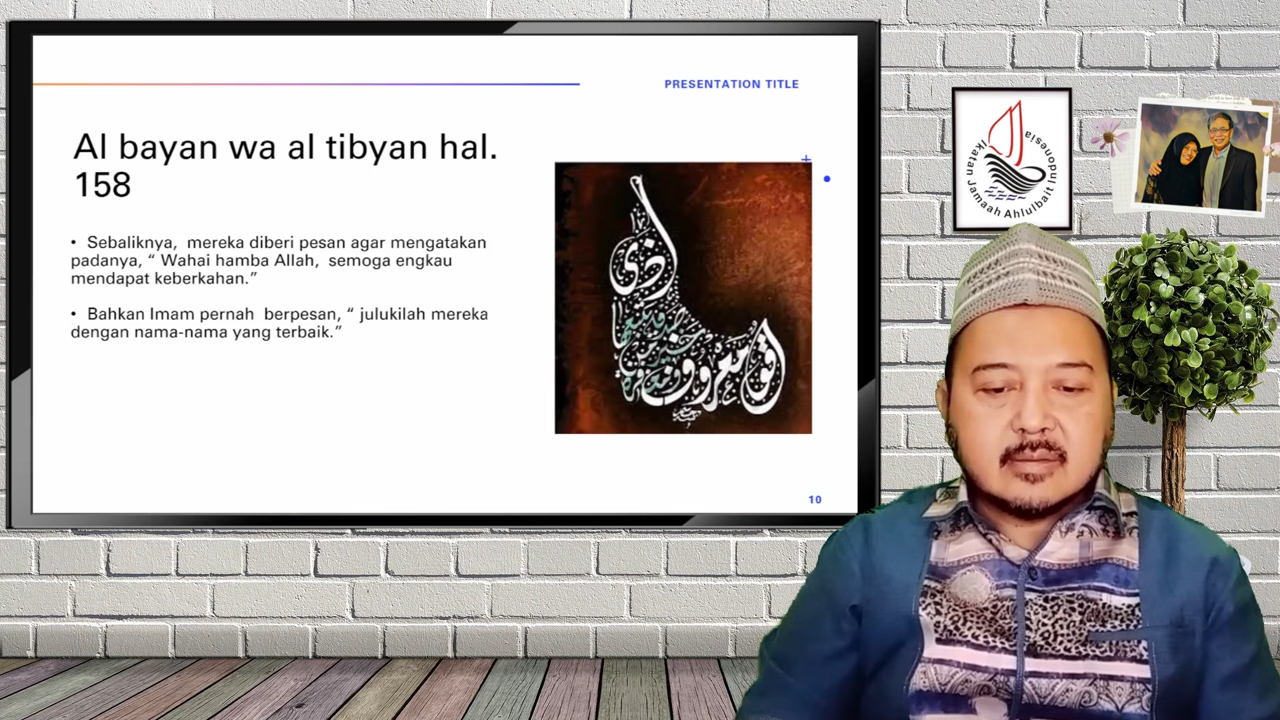 PRESENTATION TITLE
Al bayan wa al tibyan hal.
158
• Sebaliknya, mereka diberi pesan agar mengatakan
padanya, “ Wahai hamba Allah, semoga engkau
mendapat keberkahan.”
• Bahkan Imam pernah berpesan, “ julukilah mereka
dengan nama-nama yang terbaik.”
10
Ikatan Jamaah Ahlulbait Indonesia